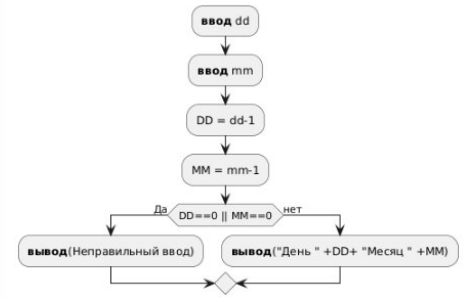 ввод dd
ввод mm
DD = dd-1
MM = mm-1
Да
DD==0 || MM==0
нет
вывод(Неправильный ввод)
вывод("День " +DD+ "Месяц " +MM)